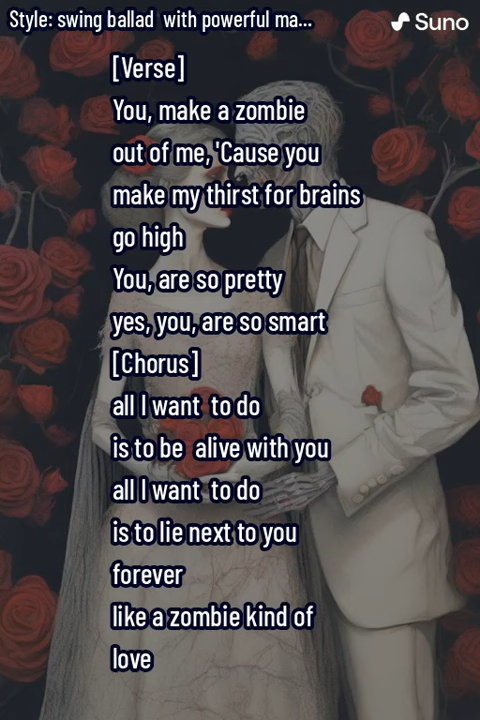 Style: swing ballad  with powerful ma...
Suno
[Verse]
You, make a zombie
out of me,'Cause you
make my thirst for brains
go high
You, are so pretty
yes, you, are so smart
[Chorus]
all I want  to do
is to be  alive with you
all I want  to do
is to lie next to you
forever
like a zombie kind of
love